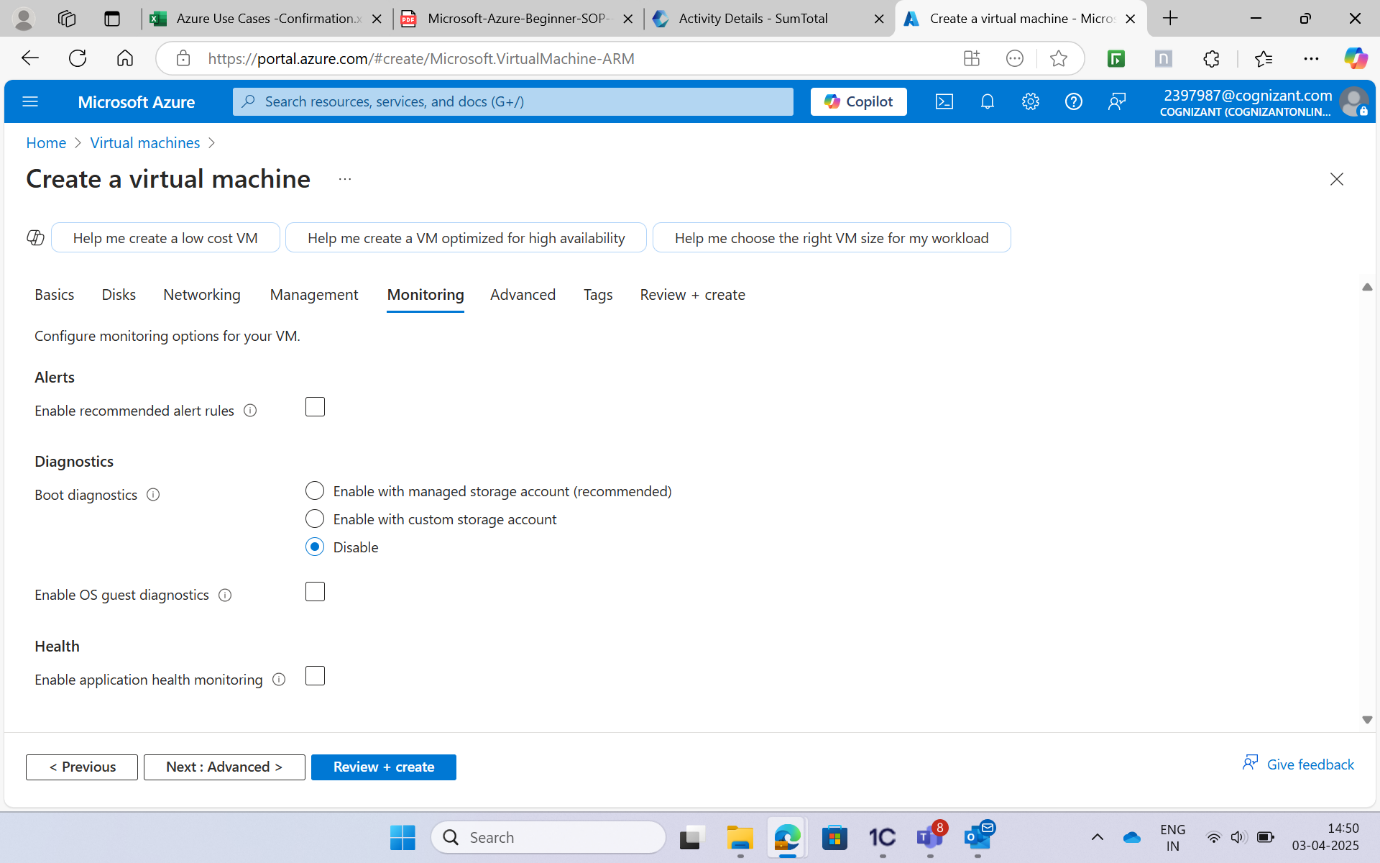 Azure Use Cases -Confirmation.x
Microsoft-Azure-Beginner-SOP-
Activity Details - SumTotal
Create a virtual machine - Micros
https://portal.azure.com/#create/Microsoft.VirtualMachine-ARM
Microsoft Azure
Search resources, services, and docs (G+/)
Copilot
2397987@cognizant.com
COGNIZANT (COGNIZANTONLIN...
Home > Virtual machines >
Create a virtual machine ...
Help me create a low cost VM
Help me create a VM optimized for high availability
Help me choose the right VM size for my workload
Basics Disks Networking Management Monitoring Advanced Tags Review + create
Configure monitoring options for your VM.
Alerts
Enable recommended alert rules
Diagnostics
Boot diagnostics
Enable with managed storage account (recommended)
Enable with custom storage account
Disable
Enable OS guest diagnostics
Health
Enable application health monitoring
< Previous
Next : Advanced >
Review + create
Give feedback
Search
1C
8
ENG
IN
14:50
03-04-2025